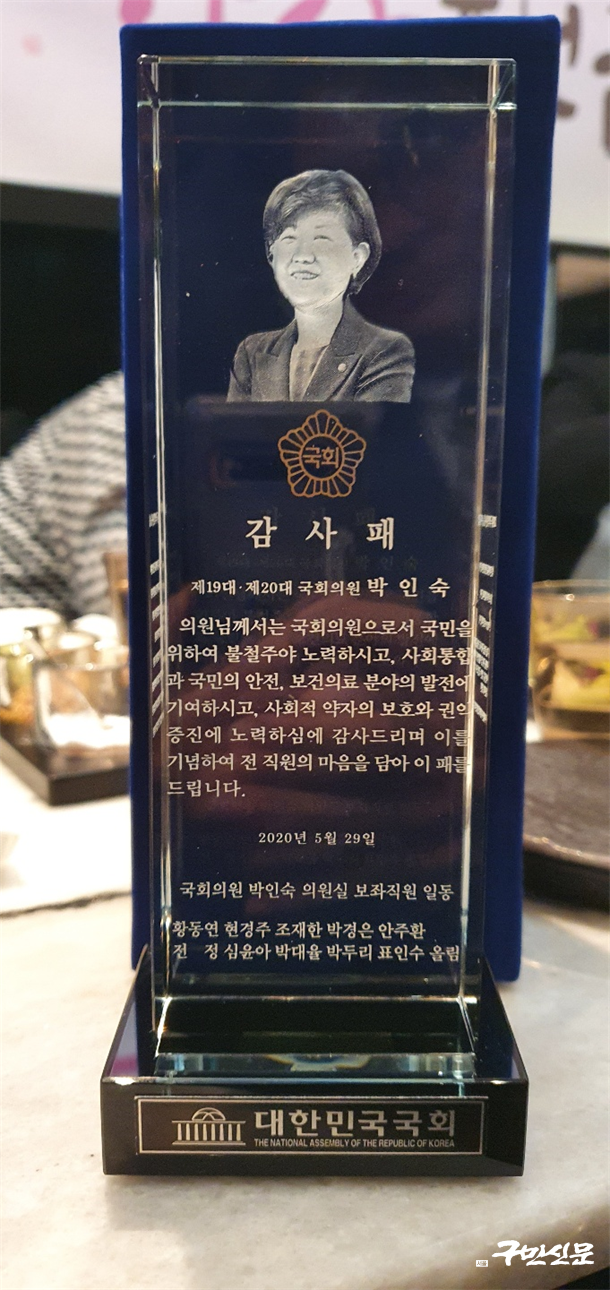 국회
감 사 패
제19대·제20대 국회의원 박 인 숙
의원님께서는 국회의원으로서 국민을
위하여 불철주야 노력하시고, 사회통합
과 국민의 안전, 보건의료 분야의 발전에
기여하시고, 사회적 약자의 보호와 권익
증진에 노력하심에 감사드리며 이를
기념하여 전 직원의 마음을 담아 이 패를
드립니다.
2020년 5월 29일
국회의원 박인숙 의원실 보좌직원 일동
황동연 현경주 조재한 박경은 안주환
전 정 심윤아 박대율 박두리 표인수 올림
대한민국국회
THE NATIONAL ASSEMBLY OF THE REPUBLIC OF KOREA
서울 구민신문